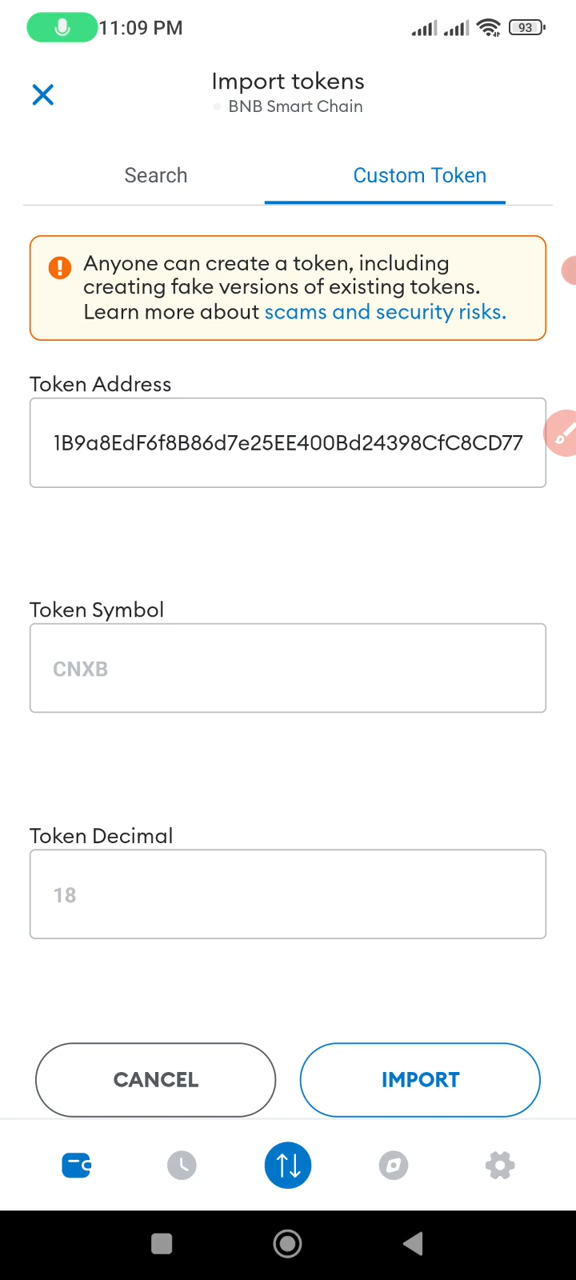 11:09 PM
93
Import tokens
BNB Smart Chain
Search
Custom Token
Anyone can create a token, including
creating fake versions of existing tokens.
Learn more about scams and security risks.
Token Address
1B9a8EdF6f8B86d7e25EE400Bd24398CfC8CD77
Token Symbol
CNXB
Token Decimal
18
CANCEL
IMPORT